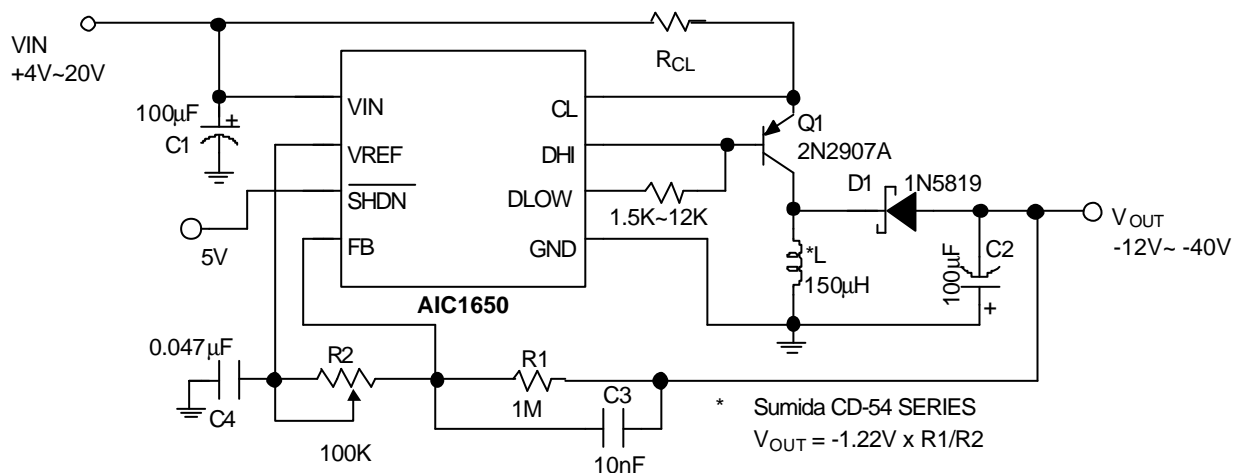 VIN
+4V~20V
RCL
100μF
C1
VIN
VREF
SHDN
FB
CL
DHI
DLOW
GND
AIC1650
5V
1.5K~12K
Q1
2N2907A
D1
1N5819
*L
150μH
100μF
C2
VOUT
-12V~ -40V
0.047μF
C4
R2
100K
R1
1M
C3
10nF
* Sumida CD-54 SERIES
VOUT = -1.22V x R1/R2